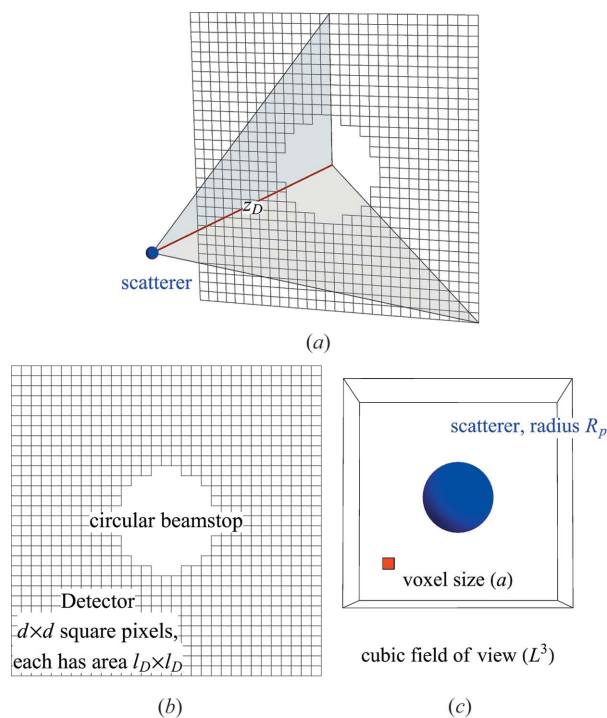 z_D
scatterer
(a)
circular beamstop
Detector
d×d square pixels,
each has area l_D×l_D
(b)
scatterer, radius R_p
voxel size (a)
cubic field of view (L³)
(c)